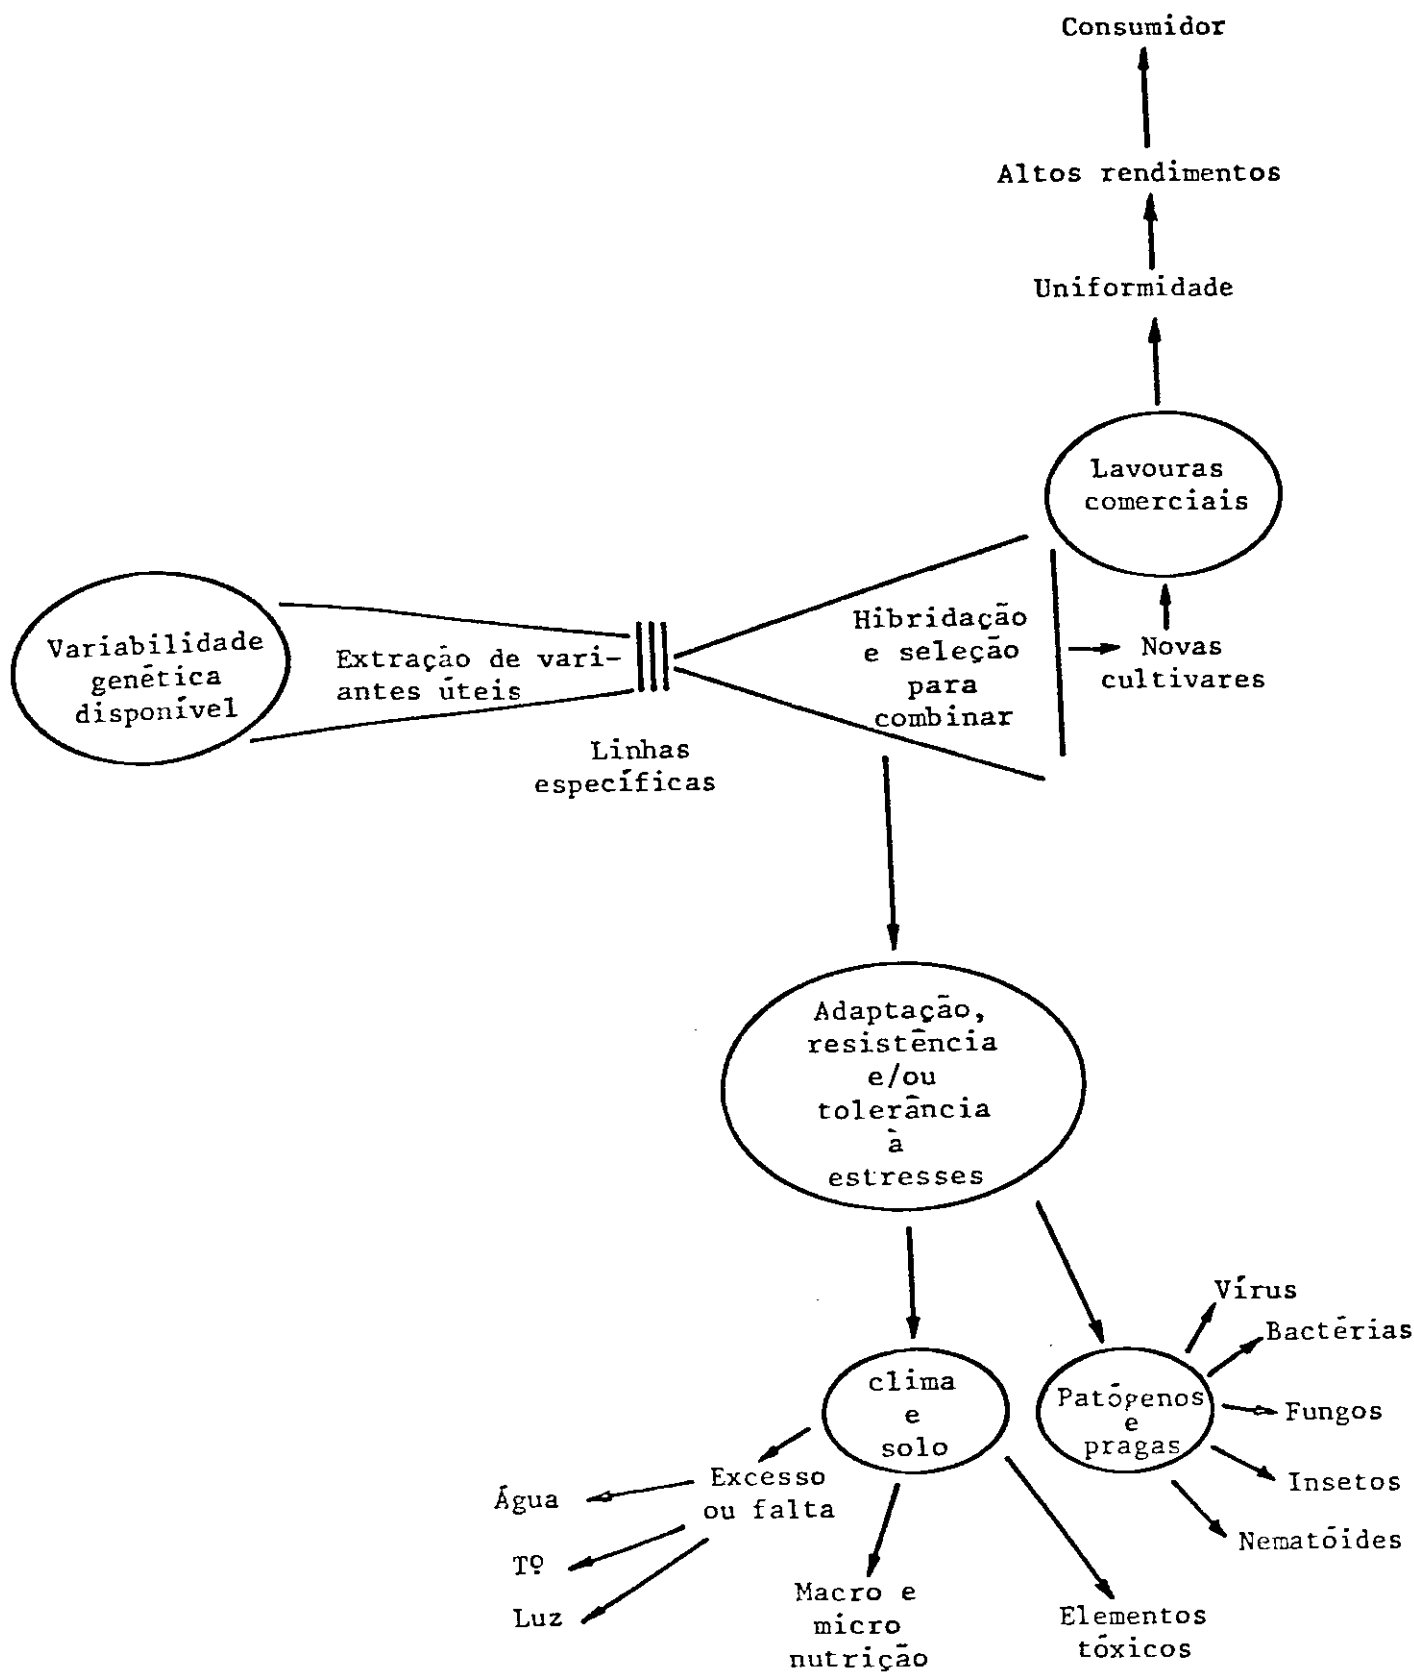 Consumidor
Altos rendimentos
Uniformidade
Lavouras
comerciais
Variabilidade
genética
disponível
Extração de vari-
antes úteis
Linhas
específicas
Hibridação
e seleção
para
combinar
Novas
cultivares
Adaptação,
resistência
e/ou
tolerância
à
estresses
clima
e
solo
Patógenos
e
pragas
Vírus
Bactérias
Fungos
Insetos
Nematóides
Excesso
ou falta
Água
Tº
Luz
Macro e
micro
nutrição
Elementos
tóxicos